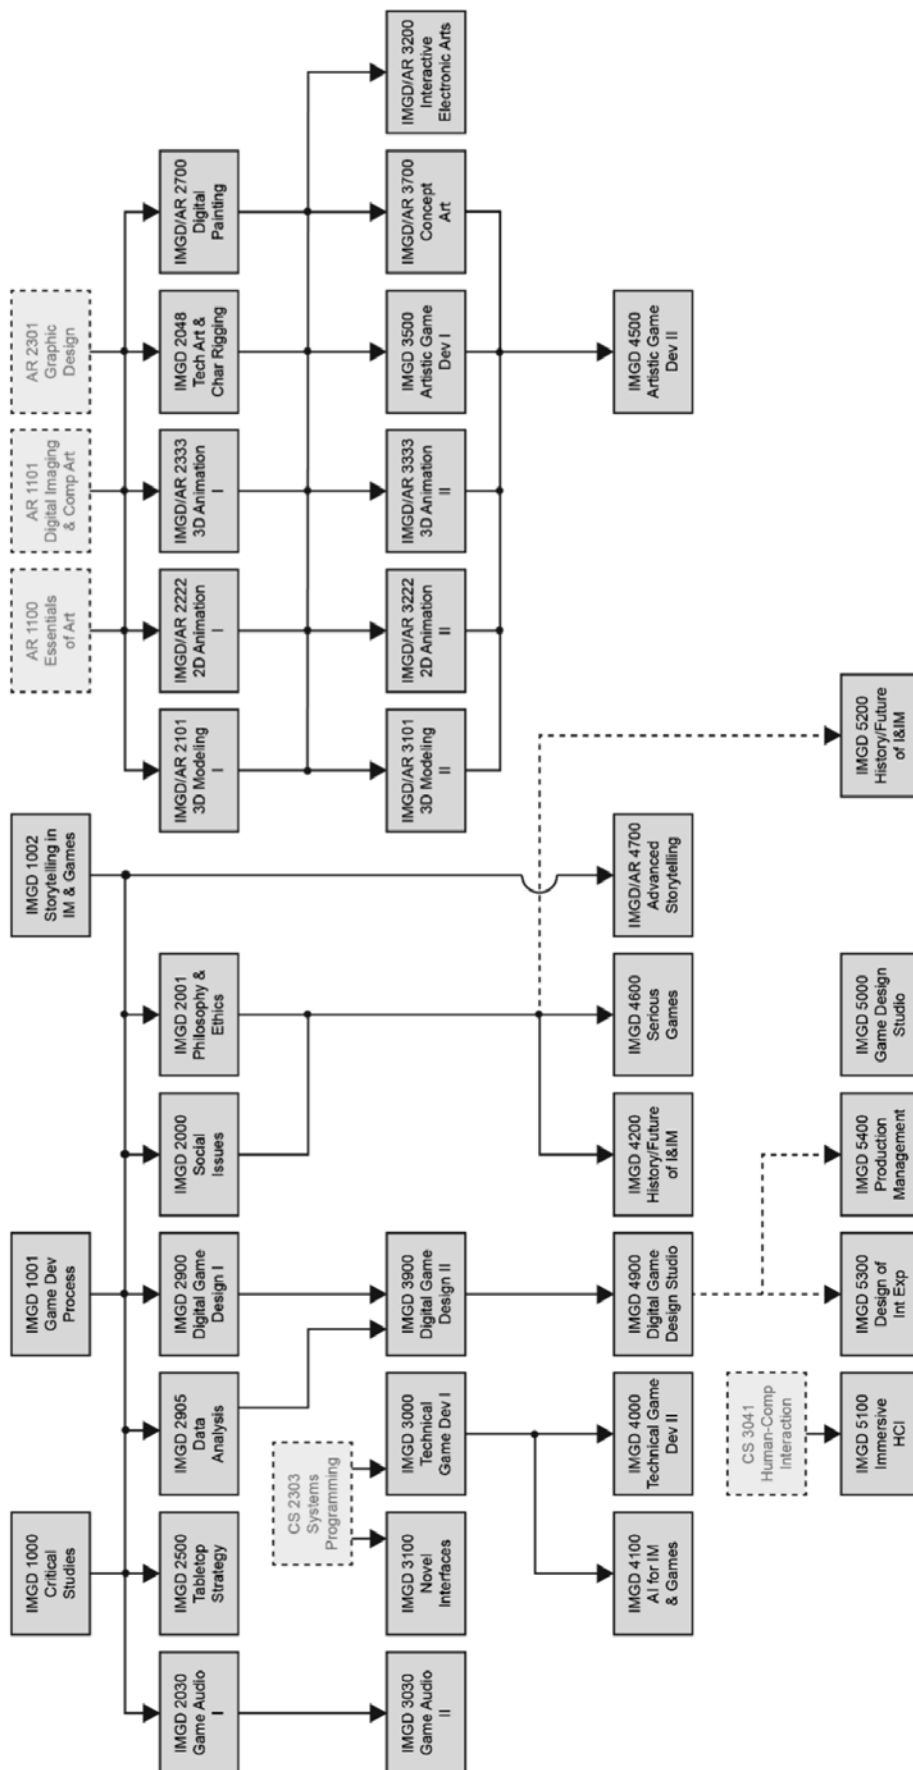 IMGD 1000
Critical
Studies
IMGD 1001
Game Dev
Process
IMGD 1002
Storytelling in
IM & Games
AR 1100
Essentials
of Art
AR 1101
Digital Imaging
& Comp Art
AR 2301
Graphic
Design
IMGD 2030
Game Audio
I
IMGD 2500
Tabletop
Strategy
IMGD 2905
Data
Analysis
IMGD 2900
Digital Game
Design I
IMGD 2000
Social
Issues
IMGD 2001
Philosophy &
Ethics
IMGD/AR 2101
3D Modeling
I
IMGD/AR 2222
2D Animation
I
IMGD/AR 2333
3D Animation
I
IMGD 2048
Tech Art &
Char Rigging
IMGD/AR 2700
Digital
Painting
CS 2303
Systems
Programming
IMGD 3030
Game Audio
II
IMGD 3100
Novel
Interfaces
IMGD 3000
Technical
Game Dev I
IMGD 3900
Digital Game
Design II
IMGD/AR 3101
3D Modeling
II
IMGD/AR 3222
2D Animation
II
IMGD/AR 3333
3D Animation
II
IMGD 3500
Artistic Game
Dev I
IMGD/AR 3700
Concept
Art
IMGD/AR 3200
Interactive
Electronic Arts
IMGD 4100
AI for IM
& Games
IMGD 4000
Technical Game
Dev II
IMGD 4900
Digital Game
Design Studio
IMGD 4200
History/Future
of I&IM
IMGD 4600
Serious
Games
IMGD/AR 4700
Advanced
Storytelling
IMGD 4500
Artistic Game
Dev II
CS 3041
Human-Comp
Interaction
IMGD 5100
Immersive
HCI
IMGD 5300
Design of
Int Exp
IMGD 5400
Production
Management
IMGD 5000
Game Design
Studio
IMGD 5200
History/Future
of I&IM